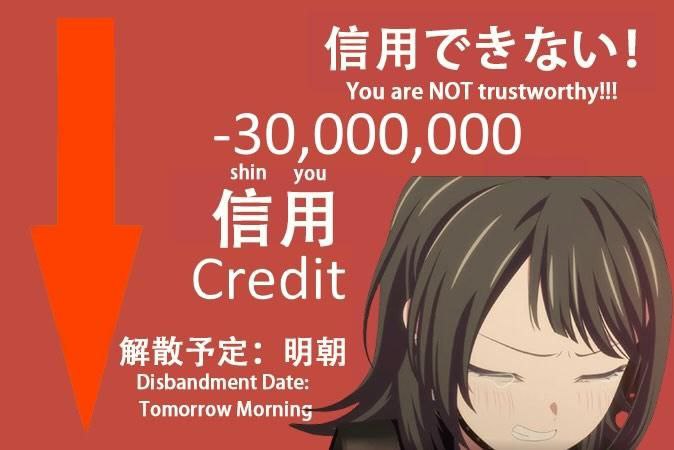 信用できない！
You are NOT trustworthy!!!
-30,000,000
shin you
信用
Credit
解散予定：明朝
Disbandment Date:
Tomorrow Morning